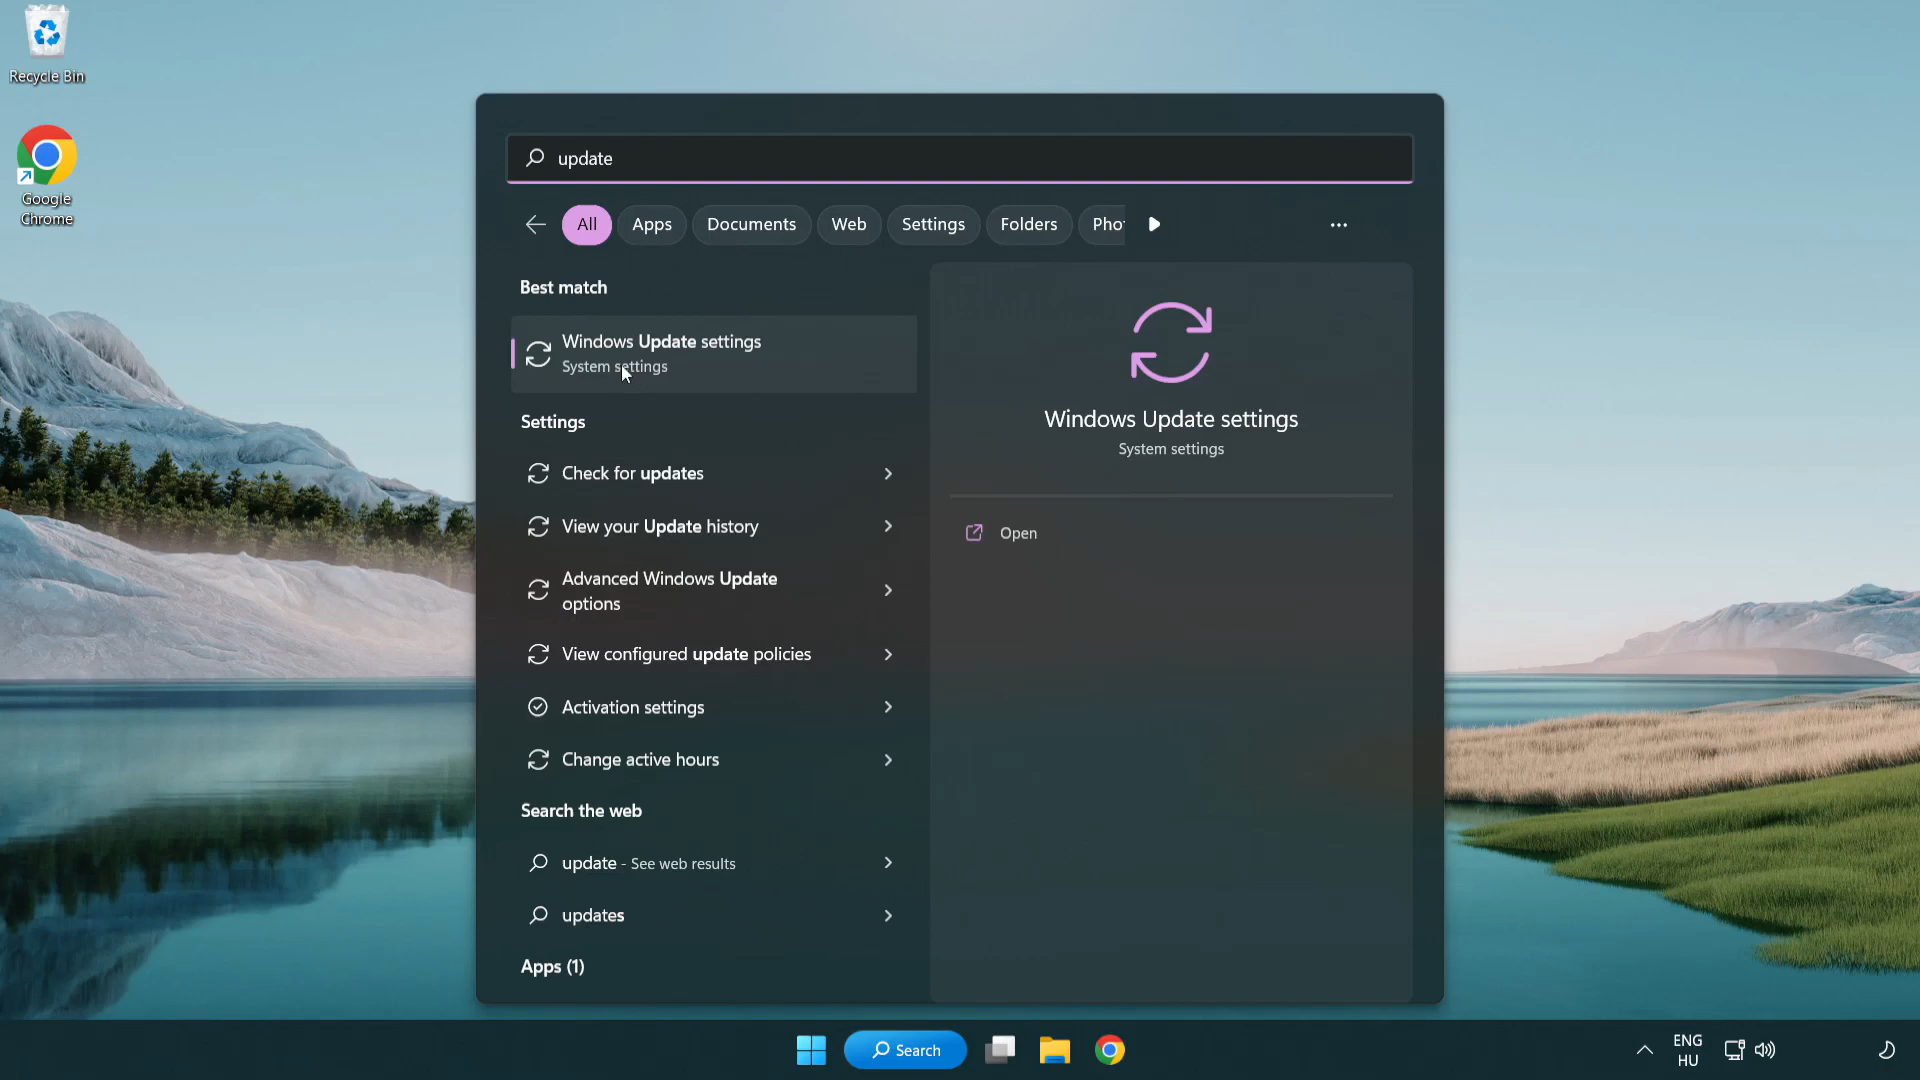 Recycle Bin
Google
Chrome
update
All
Apps
Documents
Web
Settings
Folders
Phot
Best match
Windows Update settings
System settings
Settings
Check for updates
View your Update history
Advanced Windows Update
options
View configured update policies
Activation settings
Change active hours
Search the web
update - See web results
updates
Apps (1)
Windows Update settings
System settings
Open
Search
ENG
HU